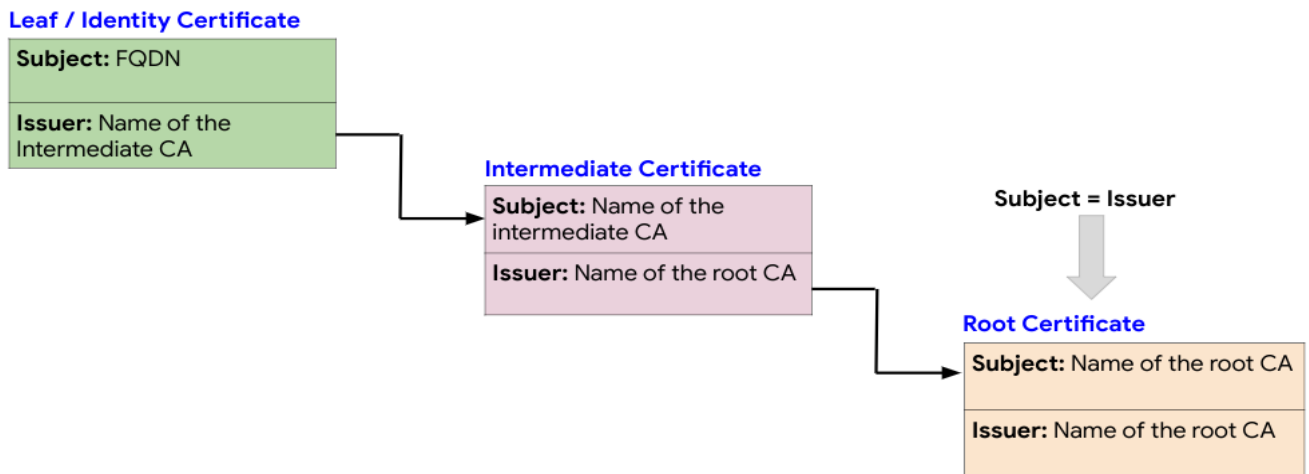 Leaf / Identity Certificate
Subject: FQDN
Issuer: Name of the
Intermediate CA
Intermediate Certificate
Subject: Name of the
intermediate CA
Issuer: Name of the root CA
Subject = Issuer
Root Certificate
Subject: Name of the root CA
Issuer: Name of the root CA